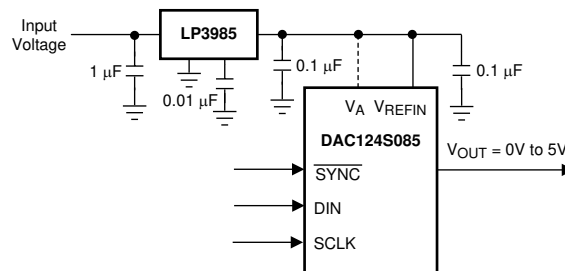 Input
Voltage
LP3985
1 μF
0.01 μF
0.1 μF
0.1 μF
VA VREFIN
DAC124S085
SYNC
DIN
SCLK
VOUT = 0V to 5V